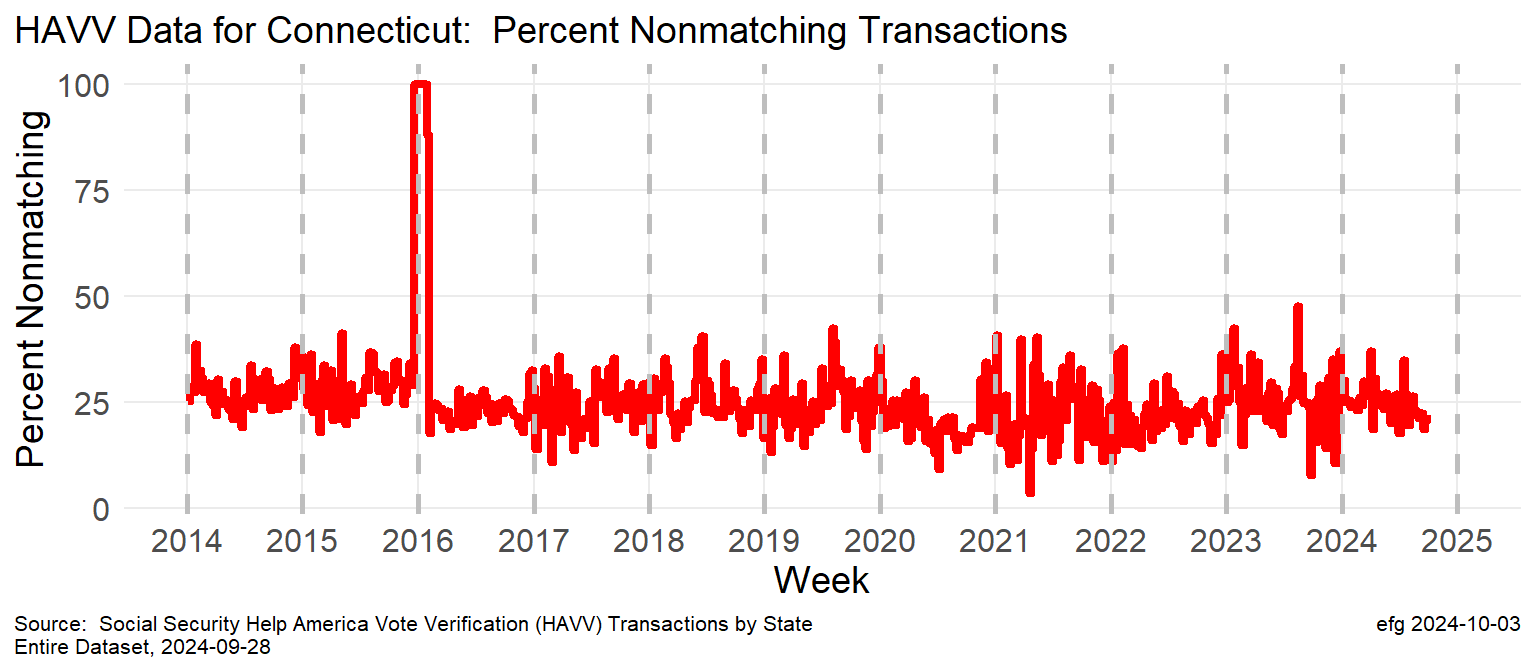 HAVV Data for Connecticut:  Percent Nonmatching Transactions
100
75
50
25
0
Percent Nonmatching
2014 2015 2016 2017 2018 2019 2020 2021 2022 2023 2024 2025
Week
Source:  Social Security Help America Vote Verification (HAVV) Transactions by State
Entire Dataset, 2024-09-28
efg 2024-10-03